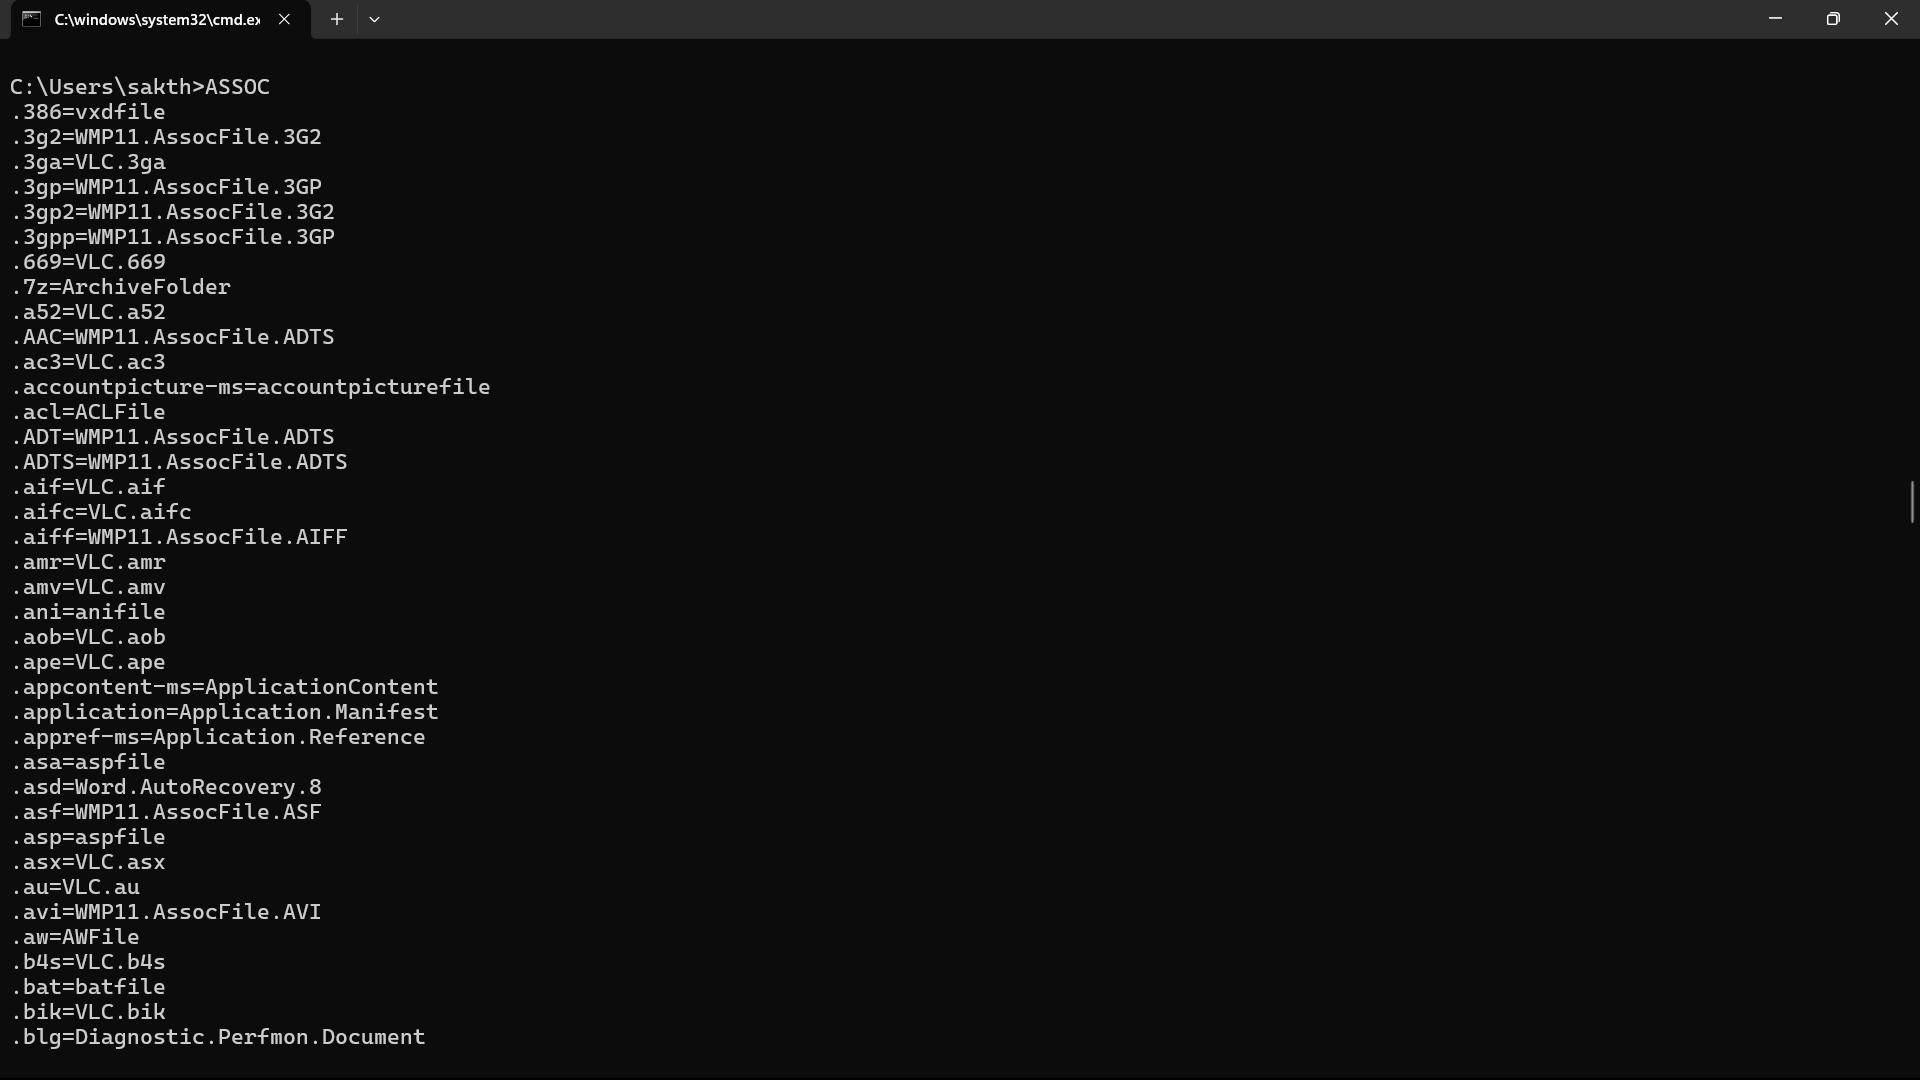 C:\windows\system32\cmd.ex
C:\Users\sakth>ASSOC
.386=vxdfile
.3g2=WMP11.AssocFile.3G2
.3ga=VLC.3ga
.3gp=WMP11.AssocFile.3GP
.3gp2=WMP11.AssocFile.3G2
.3gpp=WMP11.AssocFile.3GP
.669=VLC.669
.7z=ArchiveFolder
.a52=VLC.a52
.AAC=WMP11.AssocFile.ADTS
.ac3=VLC.ac3
.accountpicture-ms=accountpicturefile
.acl=ACLFile
.ADT=WMP11.AssocFile.ADTS
.ADTS=WMP11.AssocFile.ADTS
.aif=VLC.aif
.aifc=VLC.aifc
.aiff=WMP11.AssocFile.AIFF
.amr=VLC.amr
.amv=VLC.amv
.ani=anifile
.aob=VLC.aob
.ape=VLC.ape
.appcontent-ms=ApplicationContent
.application=Application.Manifest
.appref-ms=Application.Reference
.asa=aspfile
.asd=Word.AutoRecovery.8
.asf=WMP11.AssocFile.ASF
.asp=aspfile
.asx=VLC.asx
.au=VLC.au
.avi=WMP11.AssocFile.AVI
.aw=AWFile
.b4s=VLC.b4s
.bat=batfile
.bik=VLC.bik
.blg=Diagnostic.Perfmon.Document